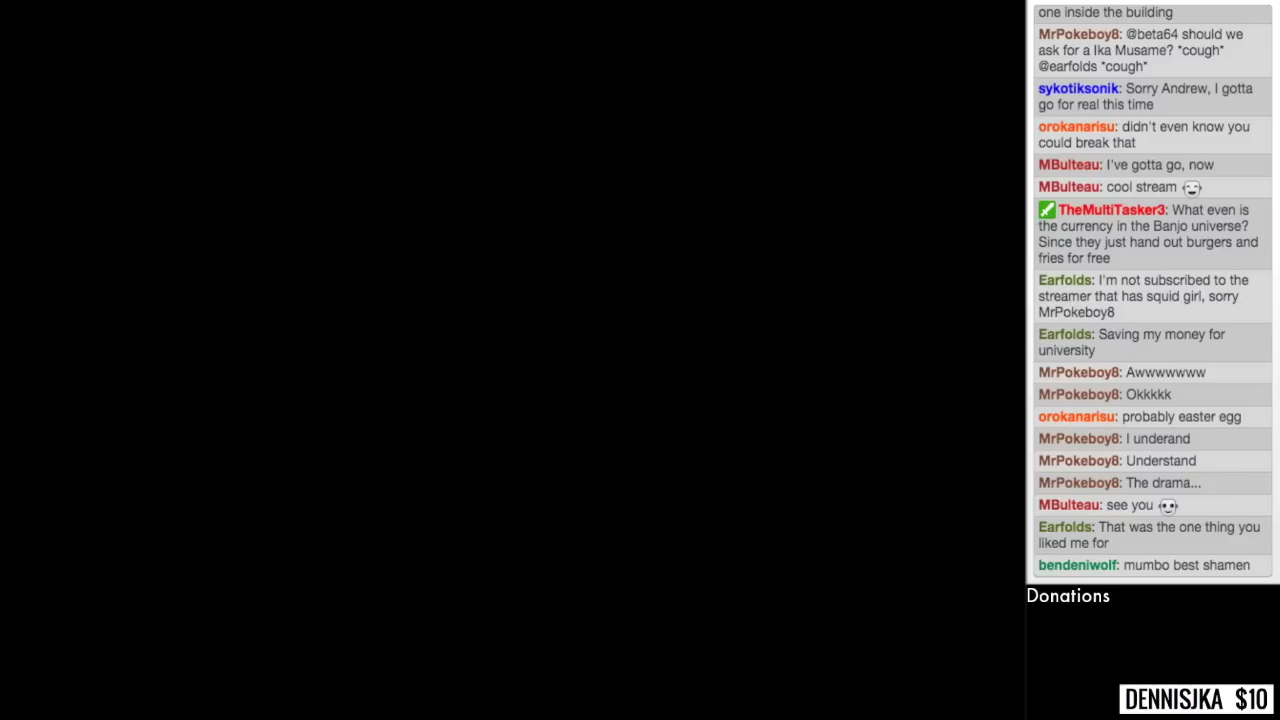 one inside the building
MrPokeboy8: @beta64 should we
ask for a Ika Musame? *cough*
@earfolds *cough*
sykotiksonik: Sorry Andrew, I gotta
go for real this time
orokanarisu: didn't even know you
could break that
MBulteau: I've gotta go, now
MBulteau: cool stream
TheMultiTasker3: What even is
the currency in the Banjo universe?
Since they just hand out burgers and
fries for free
Earfolds: I'm not subscribed to the
streamer that has squid girl, sorry
MrPokeboy8
Earfolds: Saving my money for
university
MrPokeboy8: Awwwwwww
MrPokeboy8: Okkkkk
orokanarisu: probably easter egg
MrPokeboy8: I underand
MrPokeboy8: Understand
MrPokeboy8: The drama...
MBulteau: see you
Earfolds: That was the one thing you
liked me for
bendeniwolf: mumbo best shamen
Donations
DENNISJKA $10